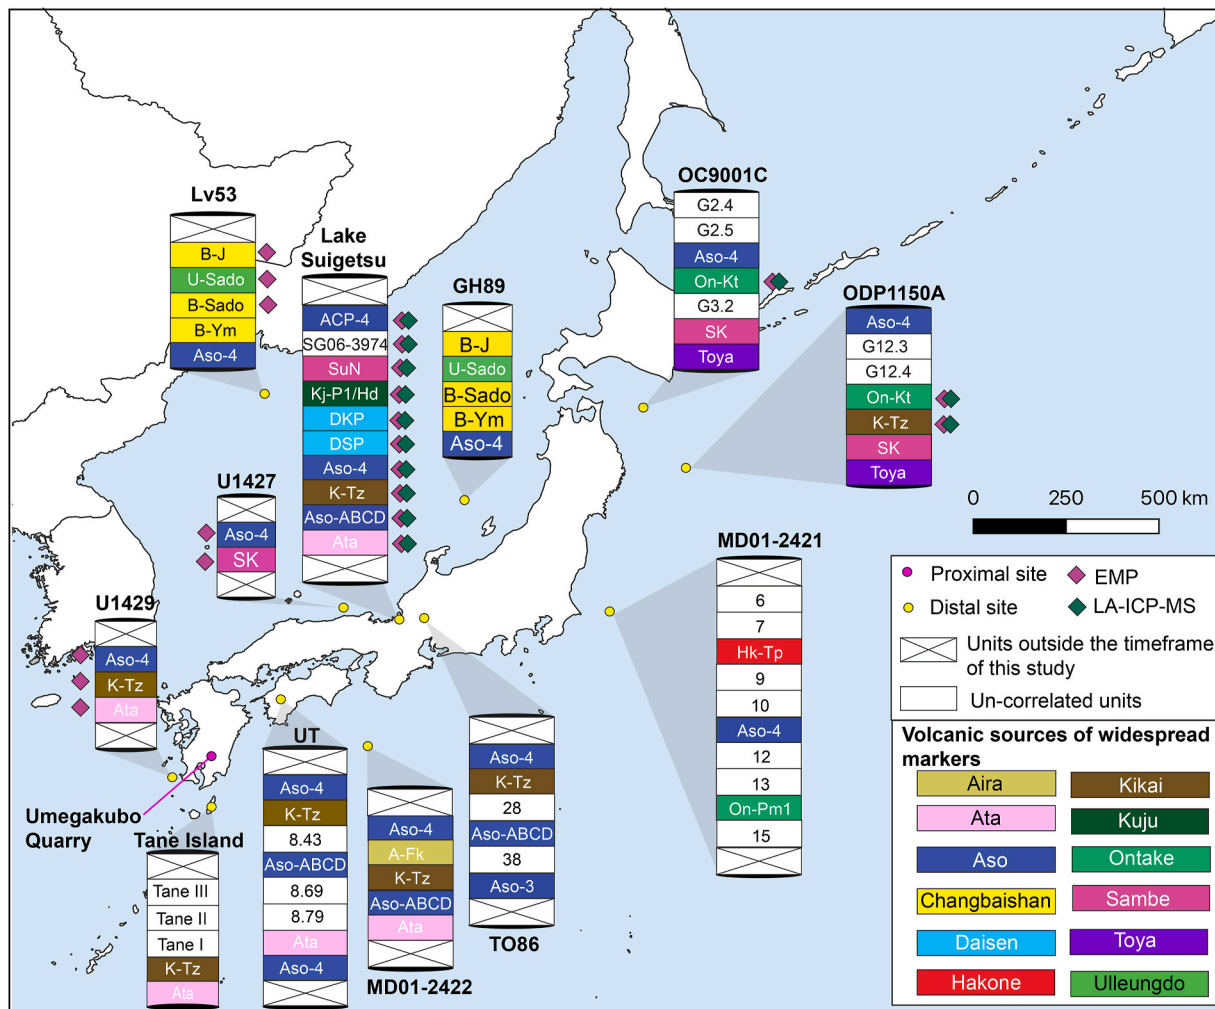 OC9001C
G2.4
G2.5
Aso-4
On-Kt
G3.2
SK
Toya
Lv53
B-J
U-Sado
B-Sado
B-Ym
Aso-4
Lake
Suigetsu
ACP-4
SG06-3974
SuN
Kj-P1/Hd
DKP
DSP
Aso-4
K-Tz
Aso-ABCD
Ata
GH89
B-J
U-Sado
B-Sado
B-Ym
Aso-4
ODP1150A
Aso-4
G12.3
G12.4
On-Kt
K-Tz
SK
Toya
0 250 500 km
U1427
Aso-4
SK
U1429
Aso-4
K-Tz
Ata
MD01-2421
6
7
Hk-Tp
9
10
Aso-4
12
13
On-Pm1
15
Umegakubo
Quarry
Tane Island
Tane III
Tane II
Tane I
K-Tz
Ata
UT
Aso-4
K-Tz
8.43
Aso-ABCD
8.69
8.79
Ata
Aso-4
Aso-4
A-Fk
K-Tz
Aso-ABCD
Ata
MD01-2422
Aso-4
K-Tz
28
Aso-ABCD
38
Aso-3
TO86
Proximal site
EMP
Distal site
LA-ICP-MS
Units outside the timeframe
of this study
Un-correlated units
Volcanic sources of widespread
markers
Aira
Kikai
Ata
Kuju
Aso
Ontake
Changbaishan
Sambe
Daisen
Toya
Hakone
Ulleungdo